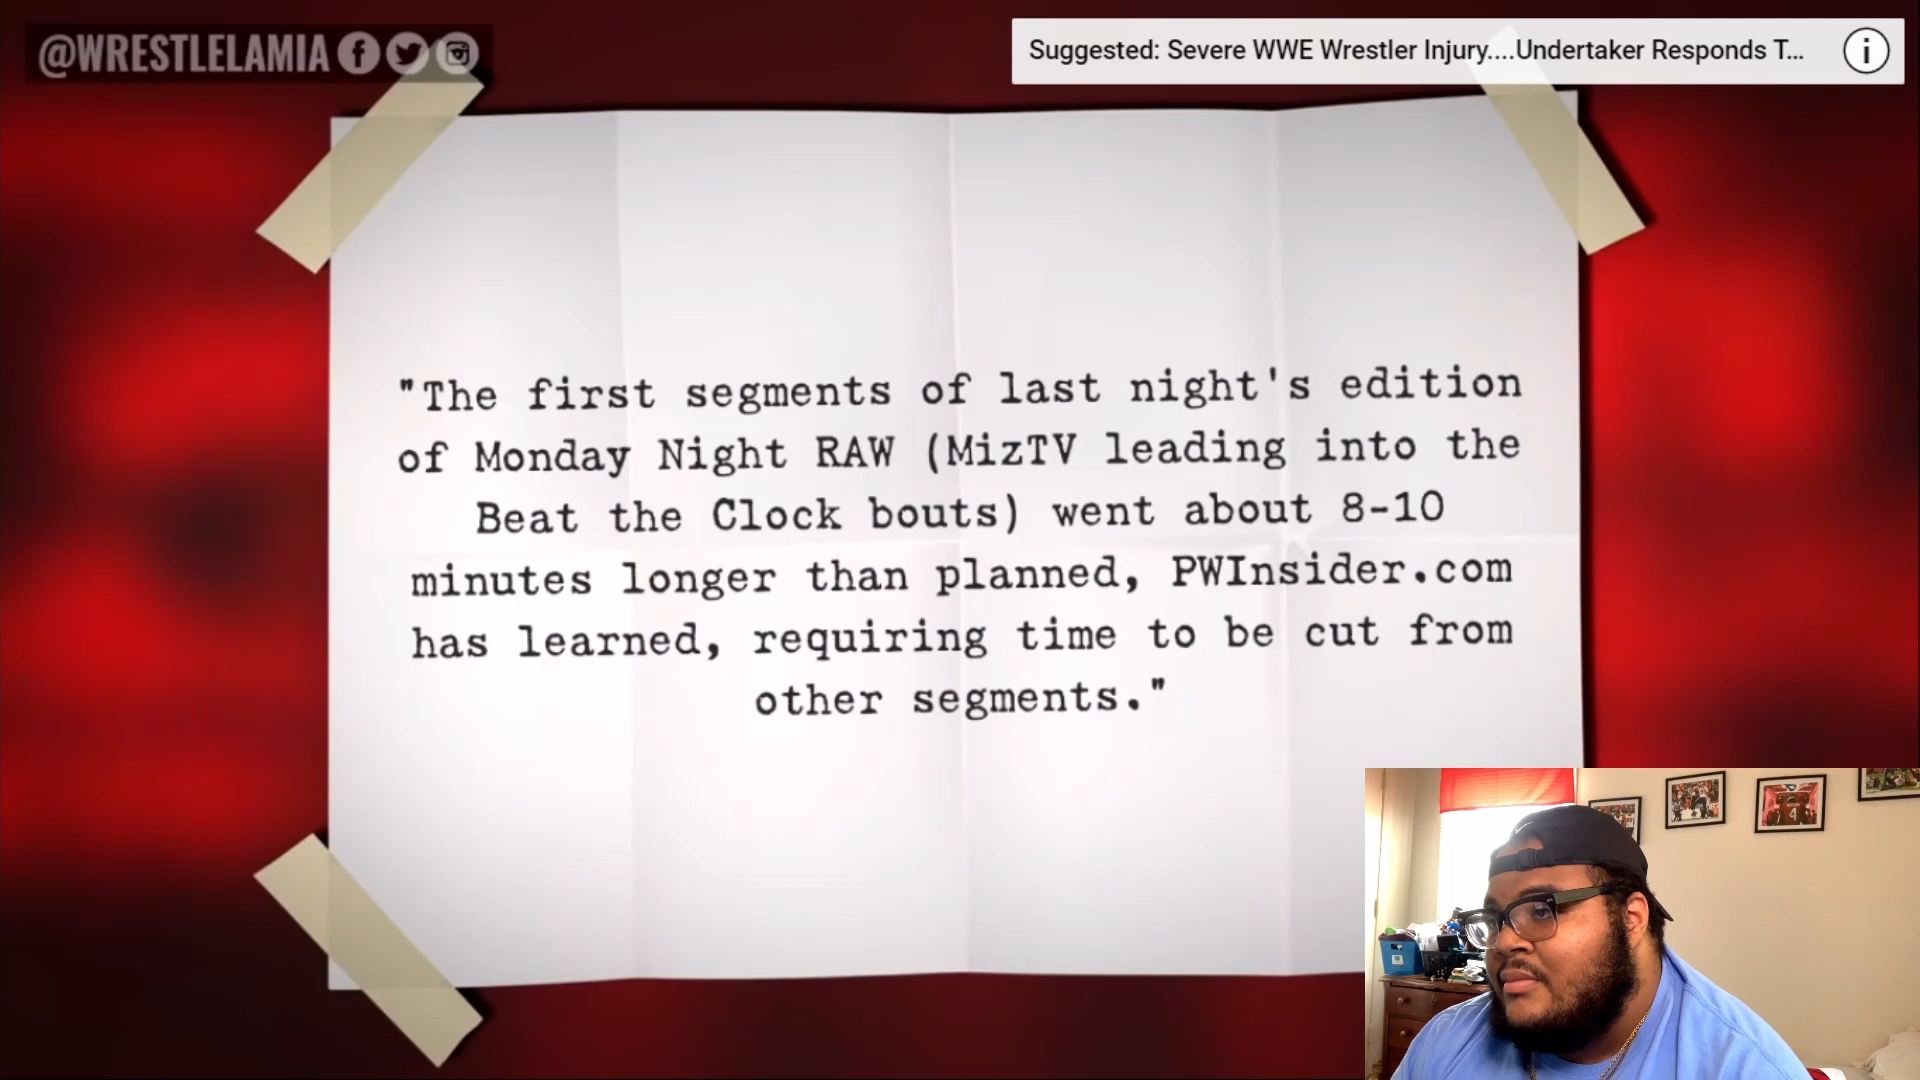 @WRESTLELAMIA
Suggested: Severe WWE Wrestler Injury....Undertaker Responds T...
"The first segments of last night's edition
of Monday Night RAW (MizTV leading into the
Beat the Clock bouts) went about 8-10
minutes longer than planned, PWInsider.com
has learned, requiring time to be cut from
other segments."
4